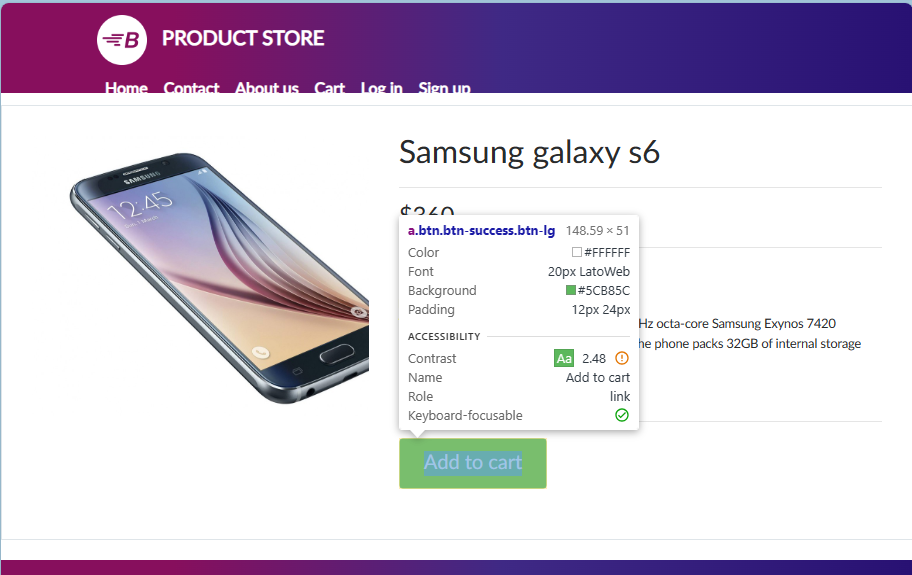 B PRODUCT STORE
Home Contact About us Cart Log in Sign up
SAMSUNG
12:45
Samsung galaxy s6
$360
a.btn.btn-success.btn-lg 148.59 × 51
Color #FFFFFF
Font 20px LatoWeb
Background #5CB85C
Padding 12px 24px
ACCESSIBILITY
Contrast Aa 2.48
Name Add to cart
Role link
Keyboard-focusable
Hz octa-core Samsung Exynos 7420
he phone packs 32GB of internal storage
Add to cart